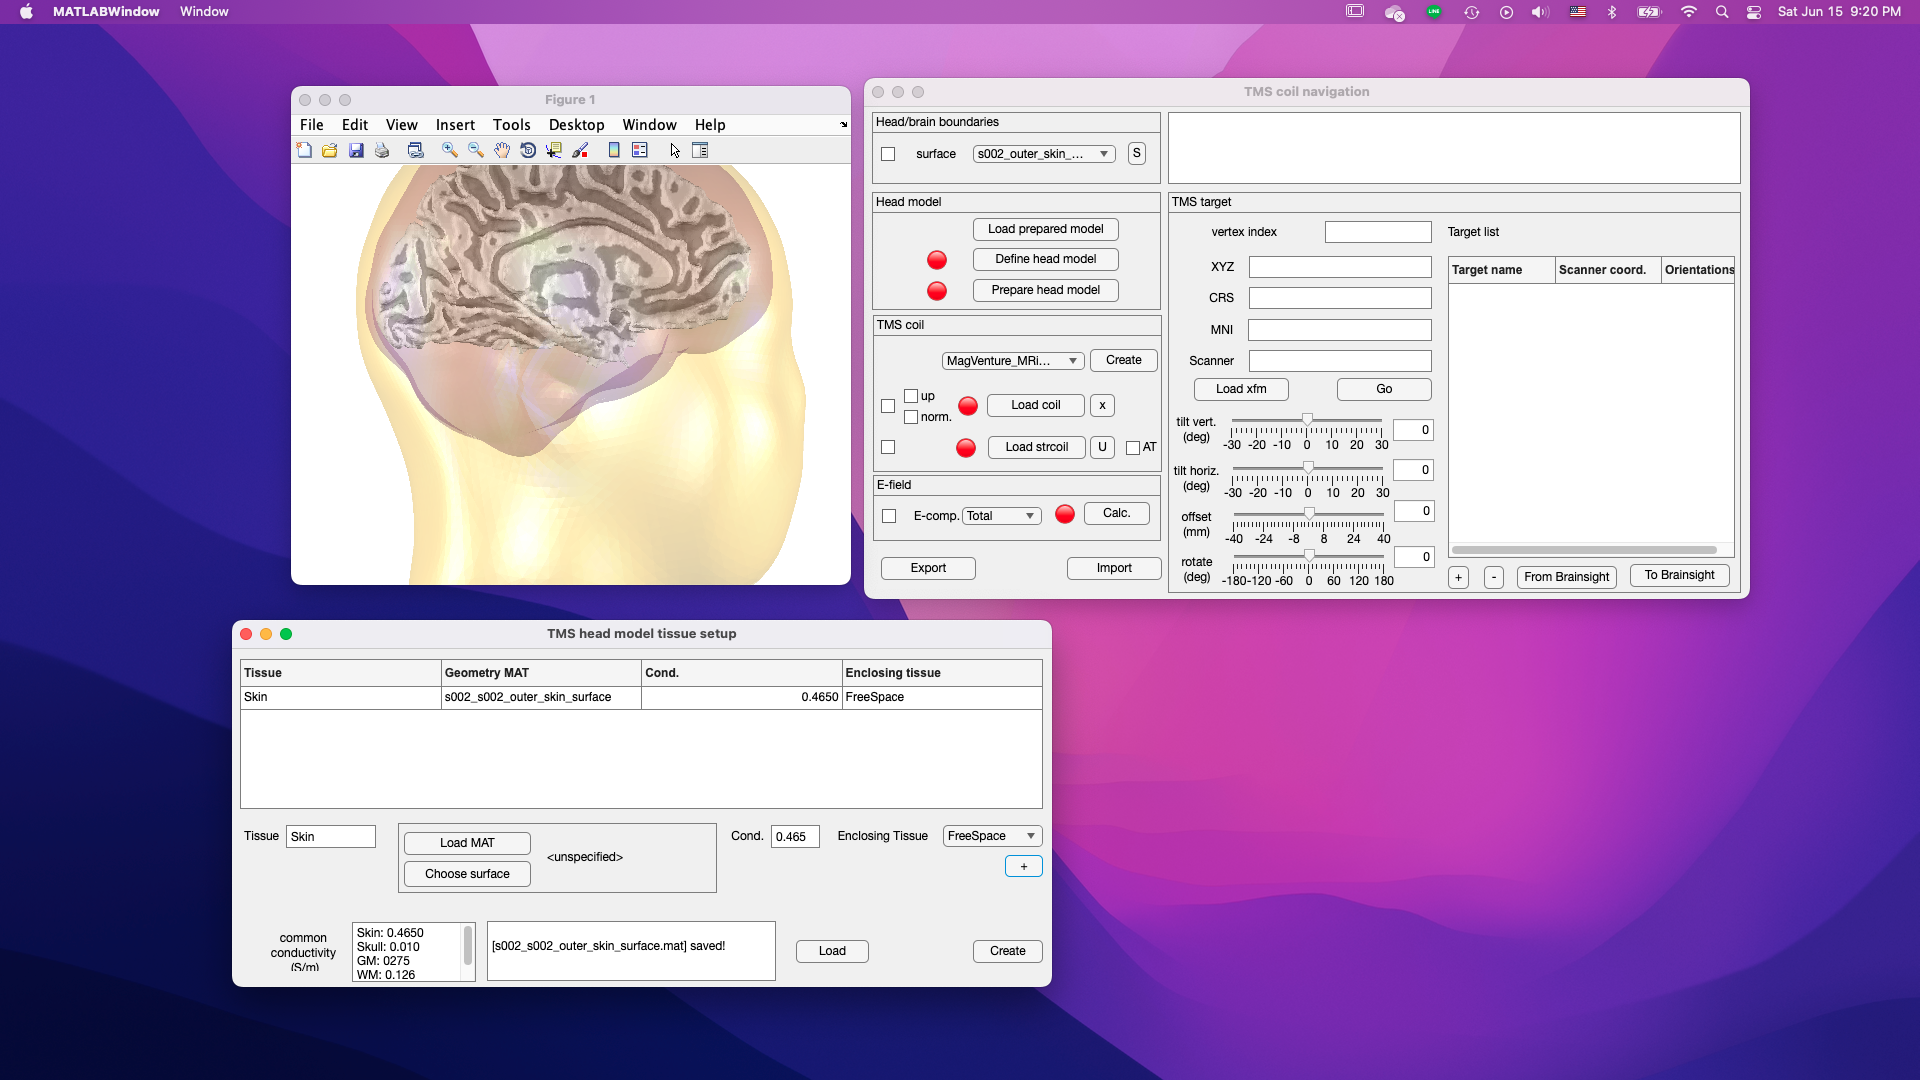 MATLABWindow Window
LINE
Sat Jun 15 9:20 PM
Figure 1
File Edit View Insert Tools Desktop Window Help
TMS coil navigation
Head/brain boundaries
surface s002_outer_skin_... S
Head model
Load prepared model
Define head model
Prepare head model
TMS coil
MagVenture_MRi... Create
up
norm.
Load coil x
Load strcoil U AT
E-field
E-comp. Total Calc.
Export Import
TMS target
vertex index
XYZ
CRS
MNI
Scanner
Load xfm Go
tilt vert.
(deg)
0
-30 -20 -10 0 10 20 30
tilt horiz.
(deg)
0
-30 -20 -10 0 10 20 30
offset
(mm)
0
-40 -24 -8 8 24 40
rotate
(deg)
0
-180-120 -60 0 60 120 180
Target list
Target name Scanner coord. Orientations
+ - From Brainsight To Brainsight
TMS head model tissue setup
Tissue Geometry MAT Cond. Enclosing tissue
Skin s002_s002_outer_skin_surface 0.4650 FreeSpace
Tissue Skin
Load MAT
Choose surface
<unspecified>
Cond. 0.465 Enclosing Tissue FreeSpace
+
common
conductivity
(S/m)
Skin: 0.4650
Skull: 0.010
GM: 0275
WM: 0.126
[s002_s002_outer_skin_surface.mat] saved!
Load Create